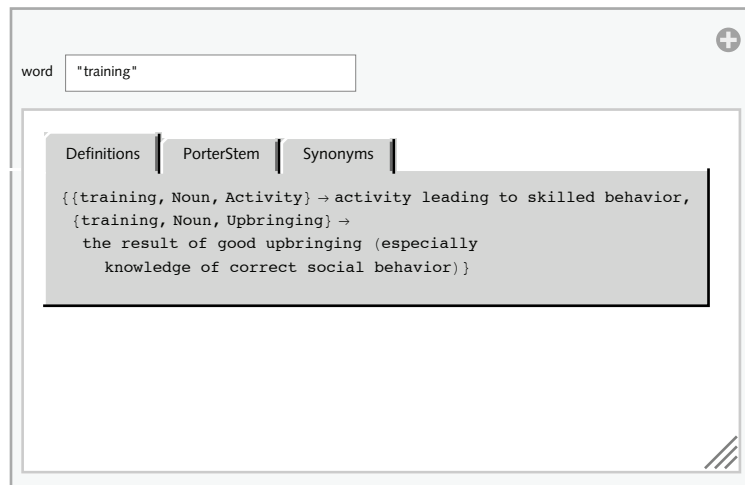 word "training"
Definitions PorterStem Synonyms
{{training, Noun, Activity} → activity leading to skilled behavior,
{training, Noun, Upbringing} →
the result of good upbringing (especially
knowledge of correct social behavior)}